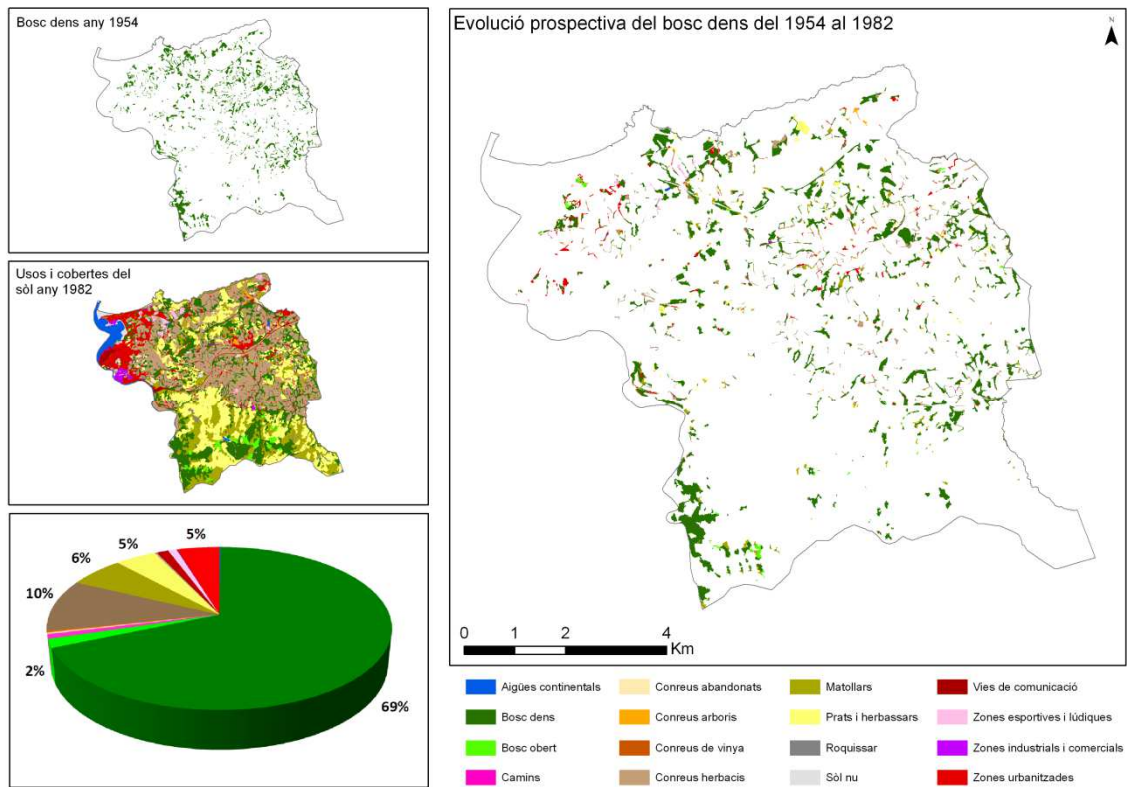 Bosc dens any 1954
Usos i cobertes del
sòl any 1982
5%
5%
6%
10%
2%
69%
Evolució prospectiva del bosc dens del 1954 al 1982
N
0 1 2 4
Km
Aigües continentals
Bosc dens
Bosc obert
Camins
Conreus abandonats
Conreus arboris
Conreus de vinya
Conreus herbacis
Matollars
Prats i herbassars
Roquissar
Sòl nu
Vies de comunicació
Zones esportives i lúdiques
Zones industrials i comercials
Zones urbanitzades